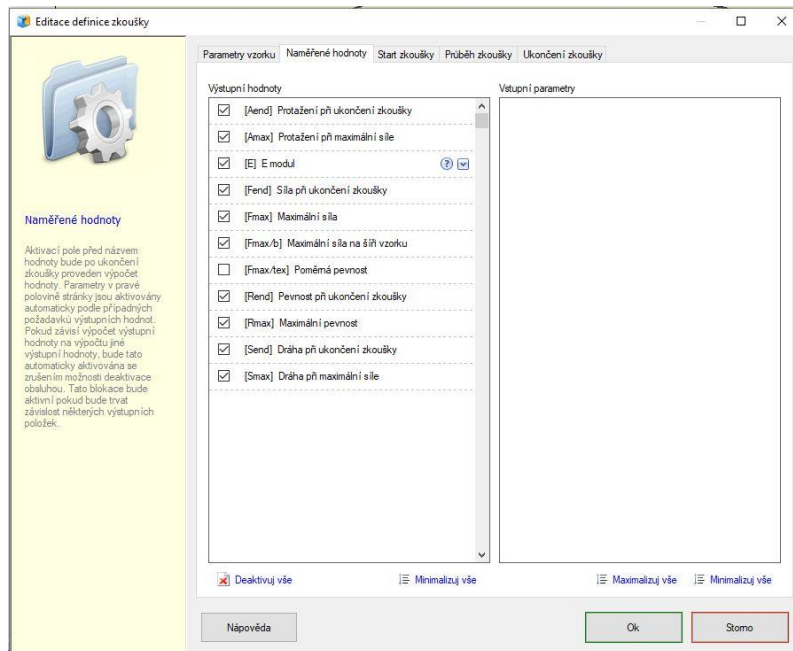 Editace definice zkoušky
Parametry vzorku Naměřené hodnoty Start zkoušky Průběh zkoušky Ukončení zkoušky
Naměřené hodnoty
Aktivací pole před názvem
hodnoty bude po ukončení
zkoušky proveden výpočet
hodnoty. Parametry v pravé
polovině stránky jsou aktivovány
automaticky podle případných
požadavků výstupních hodnot.
Pokud závisí výpočet výstupní
hodnoty na výpočtu jiné
výstupní hodnoty, bude tato
automaticky aktivována se
zrušením možnosti deaktivace
obsluhou. Tato blokace bude
aktivní pokud bude trvat
závislost některých výstupních
položek.
Výstupní hodnoty
[Aend] Protažení při ukončení zkoušky
[Amax] Protažení při maximální síle
[E] E modul ?
[Fend] Síla při ukončení zkoušky
[Fmax] Maximální síla
[Fmax/b] Maximální síla na šíři vzorku
[Fmax/tex] Poměrná pevnost
[Rend] Pevnost při ukončení zkoušky
[Rmax] Maximální pevnost
[Send] Dráha při ukončení zkoušky
[Smax] Dráha při maximální síle
Deaktivuj vše Minimalizuj vše
Vstupní parametry
Maximalizuj vše Minimalizuj vše
Nápověda Ok Storno